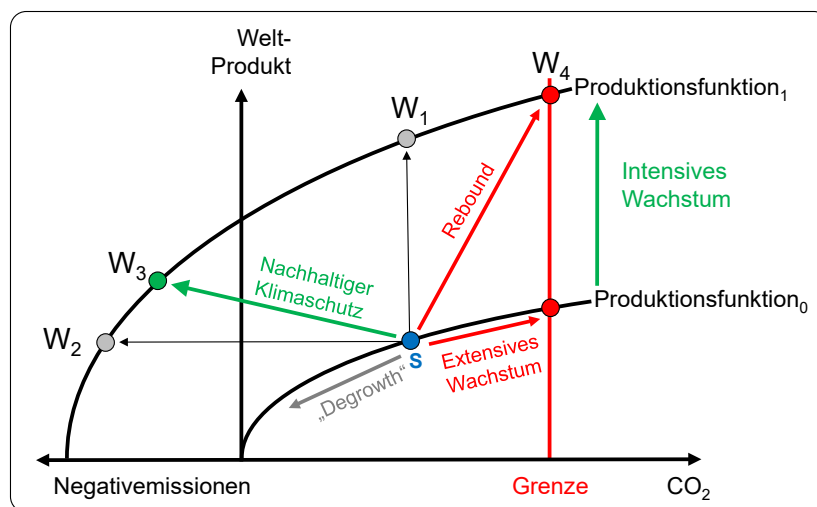 Welt-
Produkt
W4
Produktionsfunktion1
W1
Intensives
Wachstum
Rebound
W3
Nachhaltiger
Klimaschutz
Produktionsfunktion0
W2
S
Extensives
Wachstum
„Degrowth“
Negativemissionen
Grenze
CO2